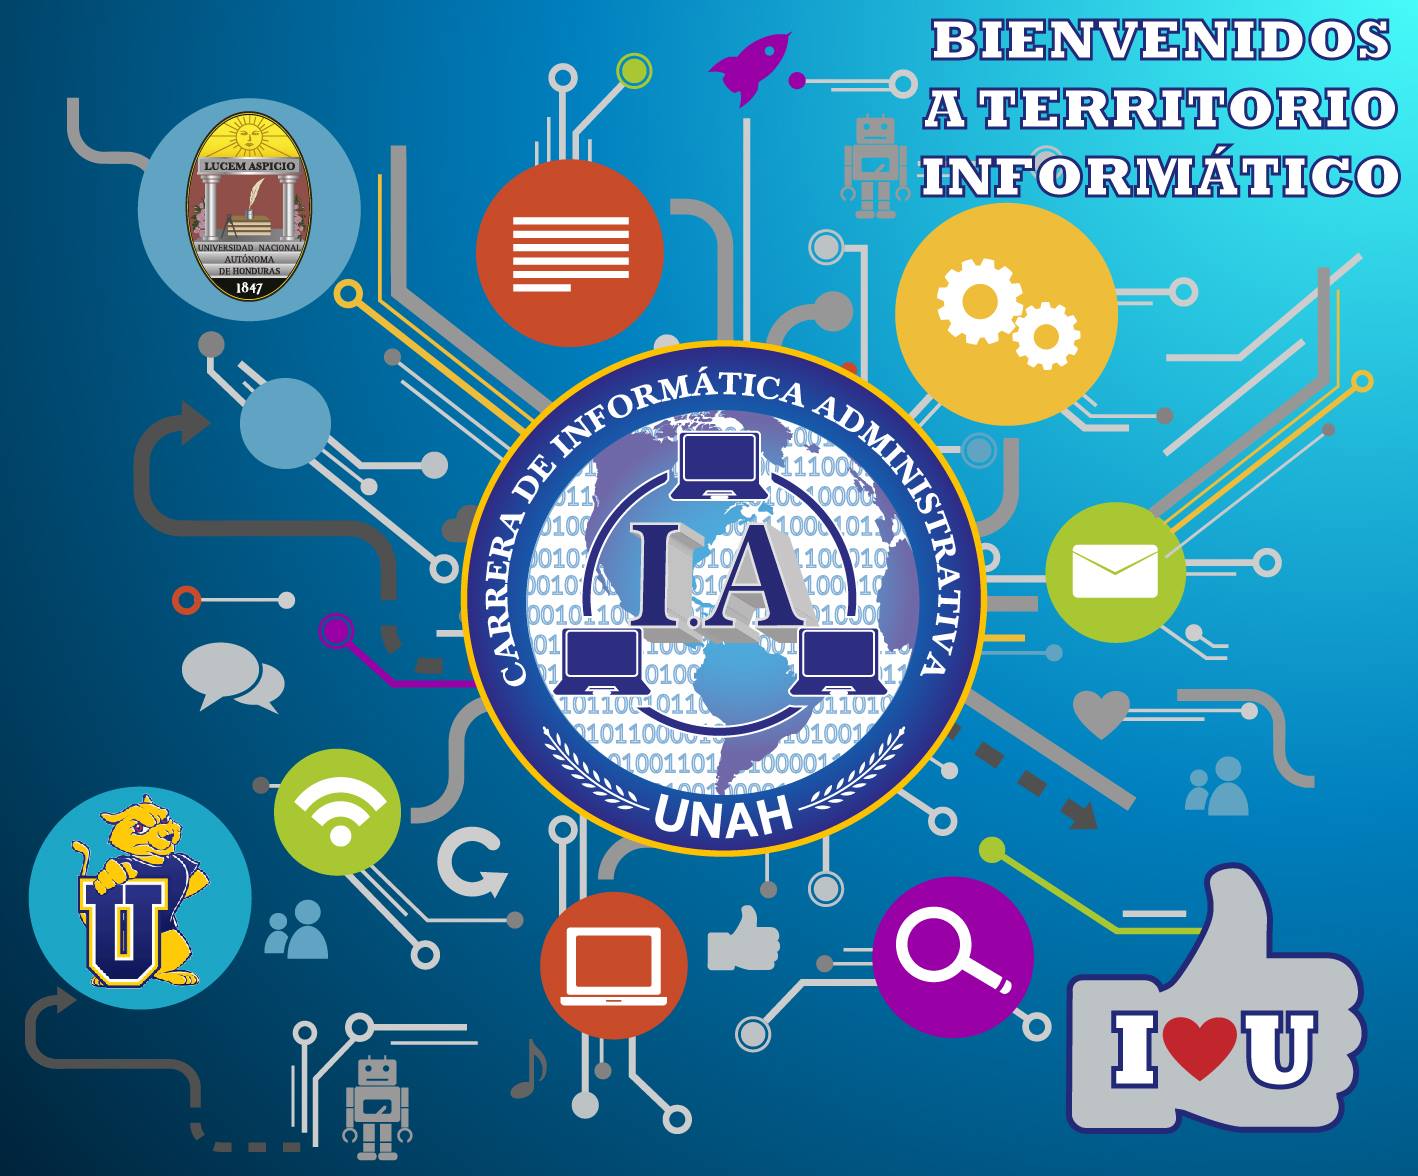 BIENVENIDOS
A TERRITORIO
INFORMÁTICO
LUCEM ASPICIO
UNIVERSIDAD NACIONAL
AUTÓNOMA
DE HONDURAS
1847
CARRERA DE INFORMÁTICA ADMINISTRATIVA
I.A
UNAH
U
I U